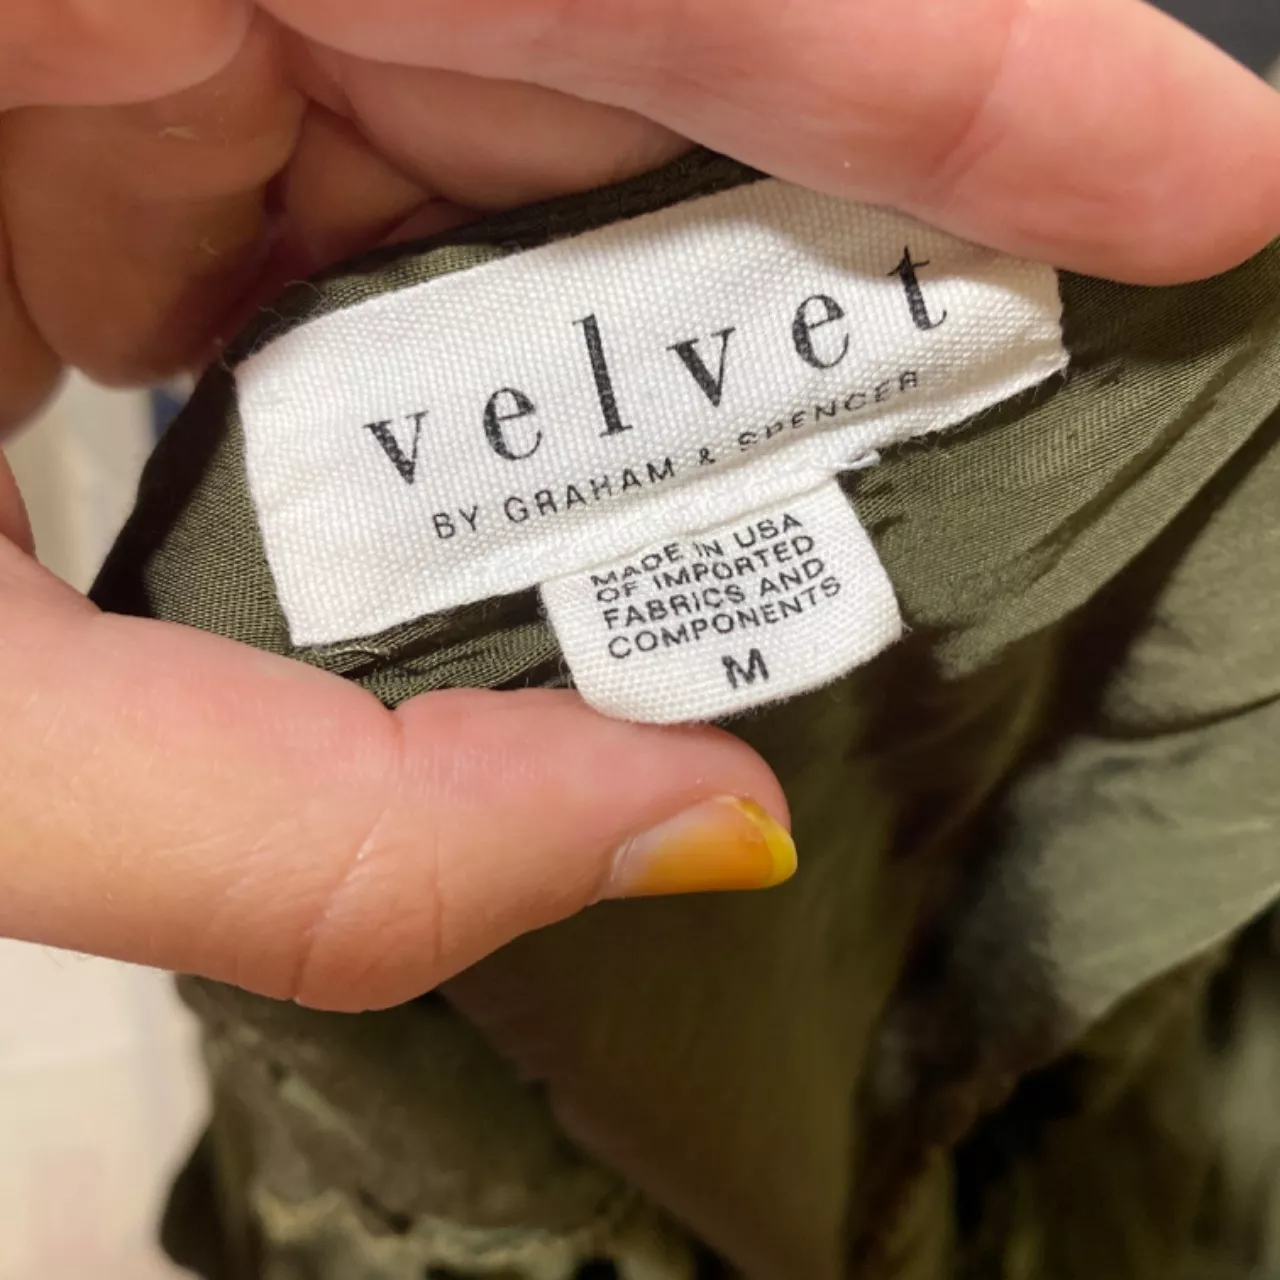 velvet
BY GRAHAM & SPENCER
MADE IN USA
OF IMPORTED
FABRICS AND
COMPONENTS
M